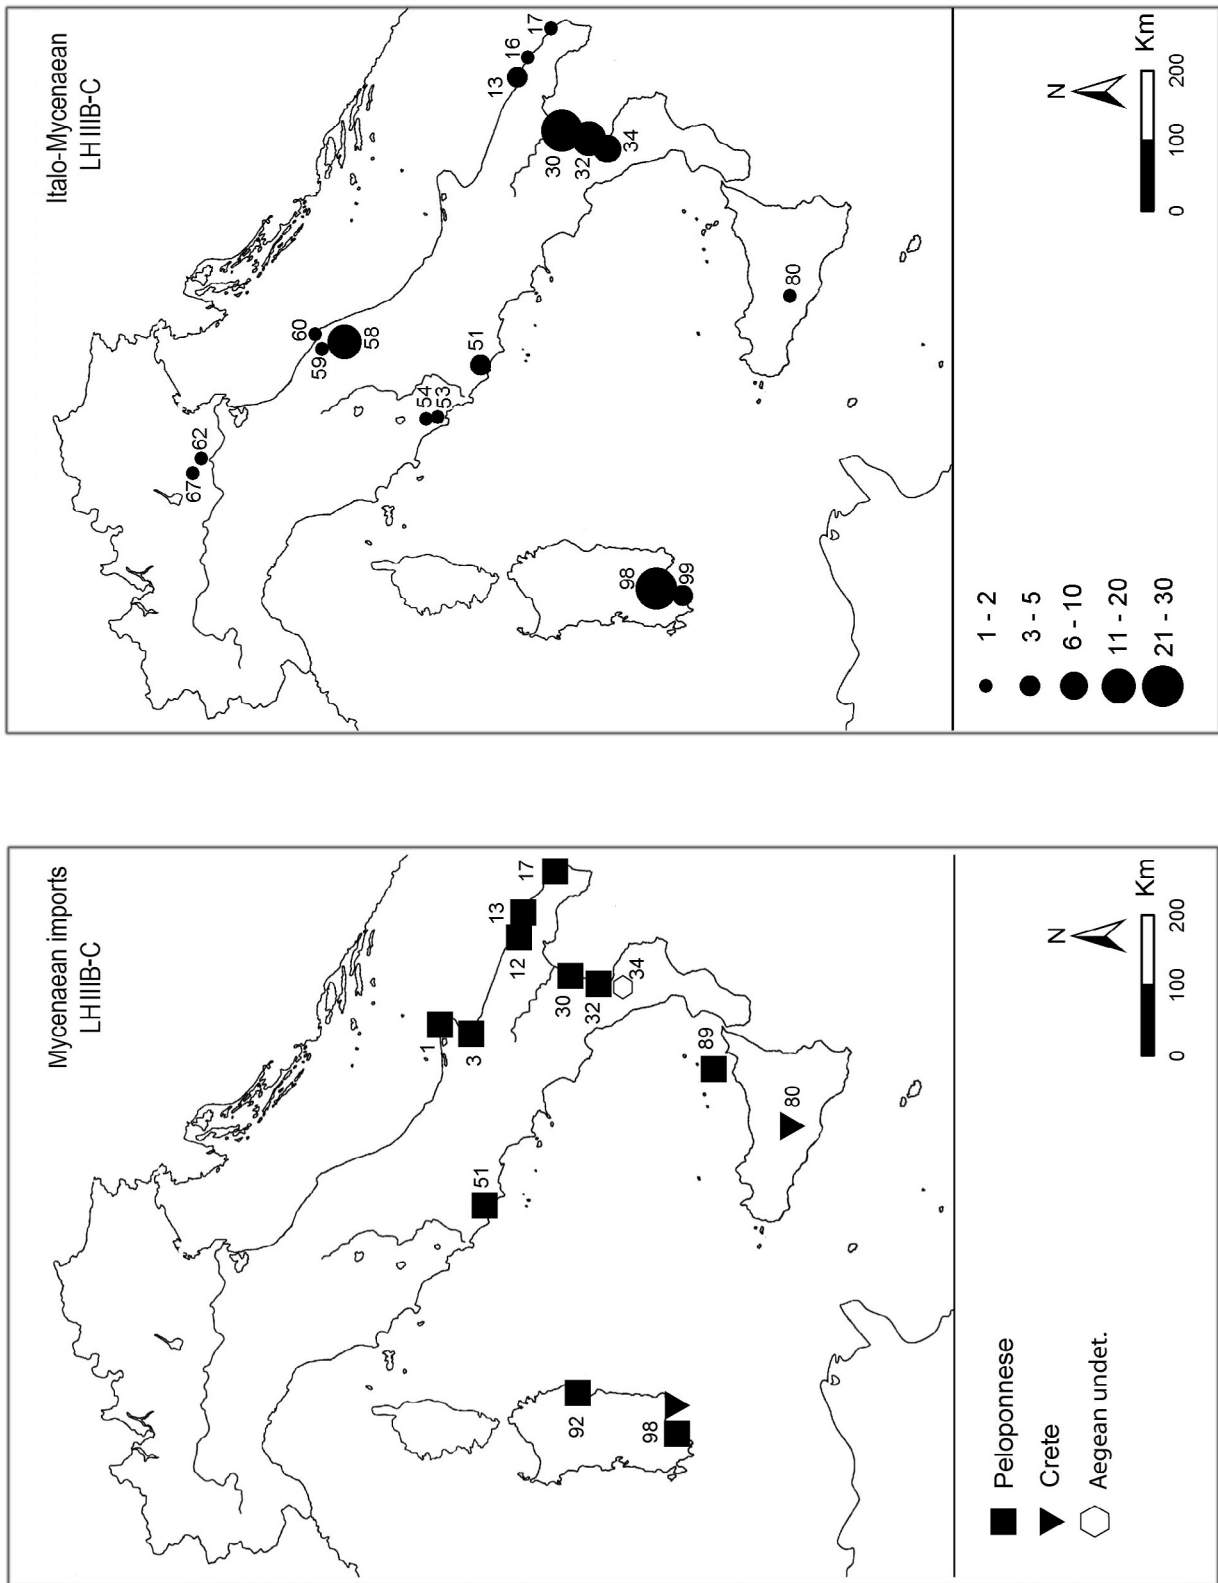 Mycenaean imports
LH IIIB-C
1
3
51
12
13
17
30
92
32
34
98
89
80
Peloponnese
Crete
Aegean undet.
N
0 100 200 Km
Italo-Mycenaean
LH IIIB-C
67
62
60
59
58
54
53
51
13
16
17
30
32
34
98
99
80
1 - 2
3 - 5
6 - 10
11 - 20
21 - 30
N
0 100 200 Km